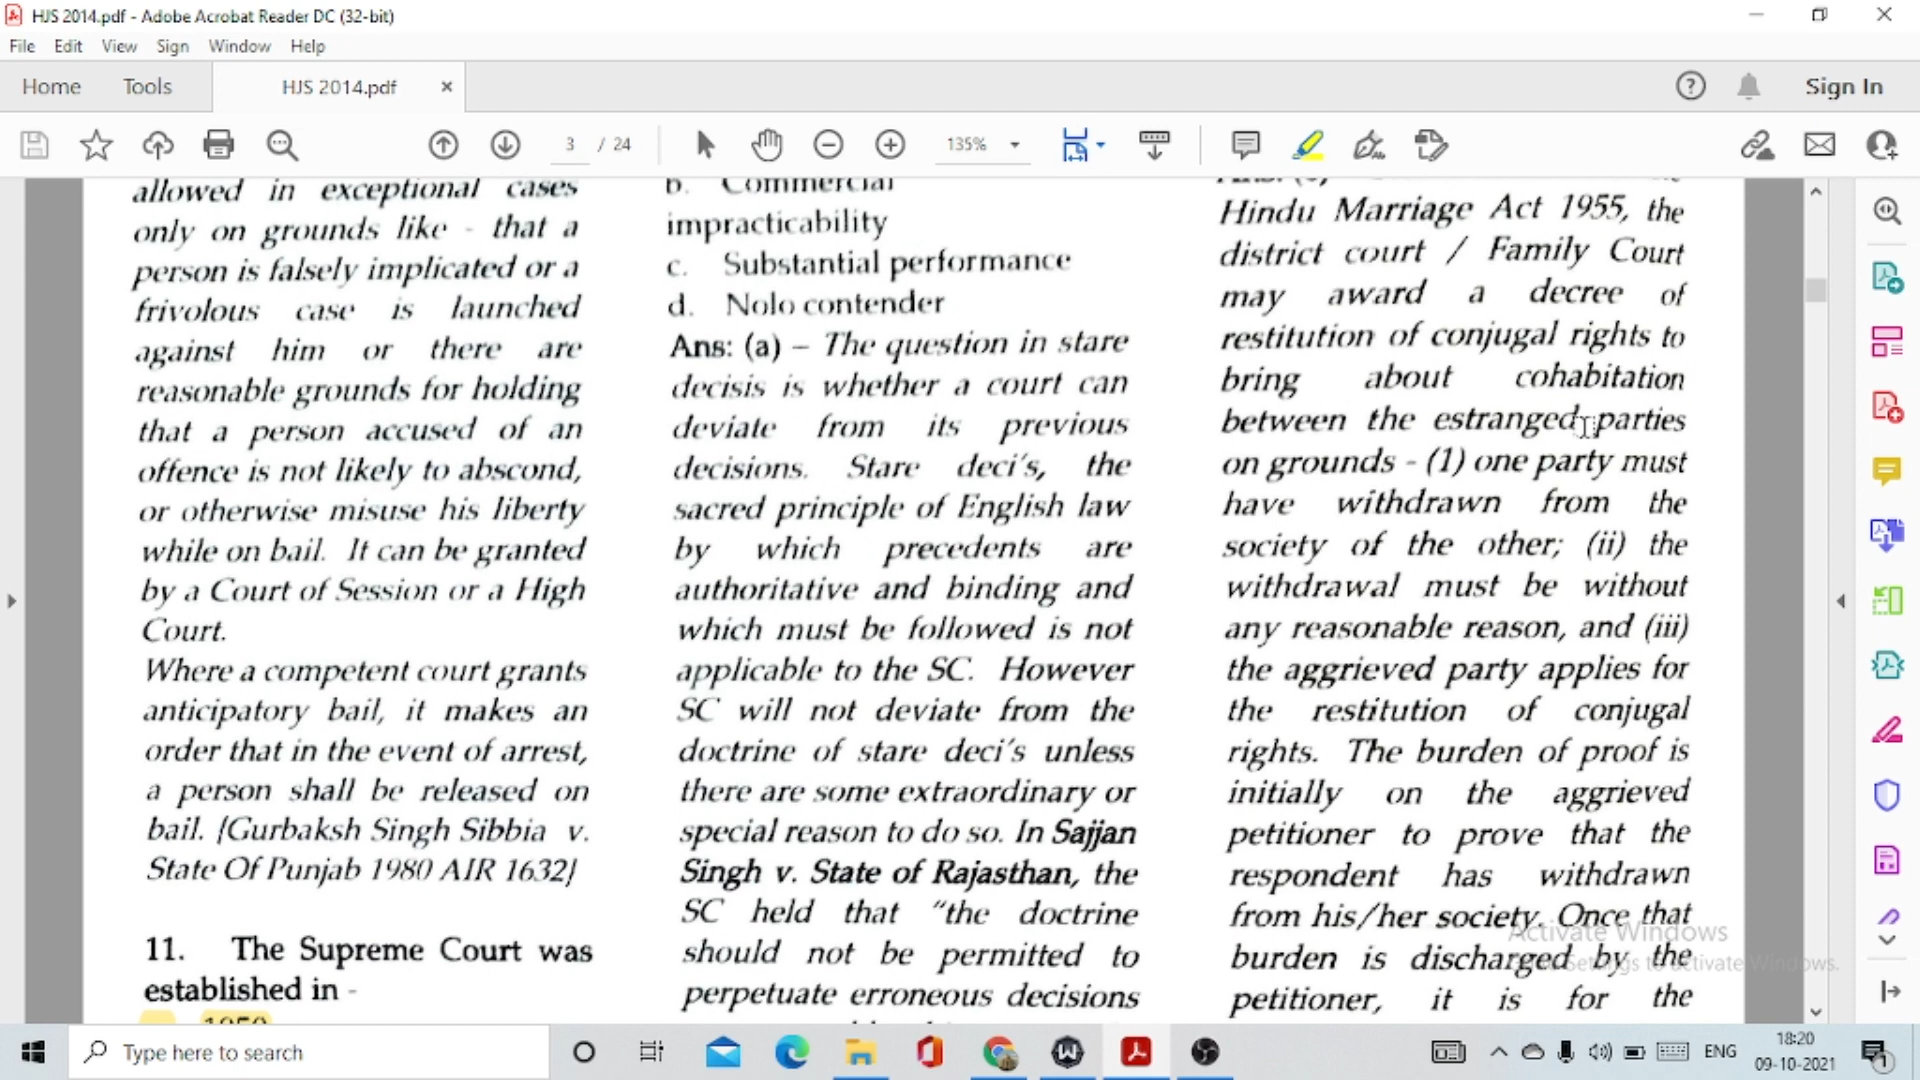 HJS 2014.pdf - Adobe Acrobat Reader DC (32-bit)
File Edit View Sign Window Help
Home Tools HJS 2014.pdf × Sign In
3 / 24 135%
allowed in exceptional cases
only on grounds like - that a
person is falsely implicated or a
frivolous case is launched
against him or there are
reasonable grounds for holding
that a person accused of an
offence is not likely to abscond,
or otherwise misuse his liberty
while on bail. It can be granted
by a Court of Session or a High
Court.
Where a competent court grants
anticipatory bail, it makes an
order that in the event of arrest,
a person shall be released on
bail. [Gurbaksh Singh Sibbia v.
State Of Punjab 1980 AIR 1632]
11. The Supreme Court was
established in -
1950
b. Commercial
impracticability
c. Substantial performance
d. Nolo contender
Ans: (a) – The question in stare
decisis is whether a court can
deviate from its previous
decisions. Stare deci's, the
sacred principle of English law
by which precedents are
authoritative and binding and
which must be followed is not
applicable to the SC. However
SC will not deviate from the
doctrine of stare deci's unless
there are some extraordinary or
special reason to do so. In Sajjan
Singh v. State of Rajasthan, the
SC held that "the doctrine
should not be permitted to
perpetuate erroneous decisions
Hindu Marriage Act 1955, the
district court / Family Court
may award a decree of
restitution of conjugal rights to
bring about cohabitation
between the estranged parties
on grounds - (1) one party must
have withdrawn from the
society of the other; (ii) the
withdrawal must be without
any reasonable reason, and (iii)
the aggrieved party applies for
the restitution of conjugal
rights. The burden of proof is
initially on the aggrieved
petitioner to prove that the
respondent has withdrawn
from his/her society. Once that
burden is discharged by the
petitioner, it is for the
Activate Windows
Settings to activate Windows.
Type here to search
ENG
18:20
09-10-2021
1